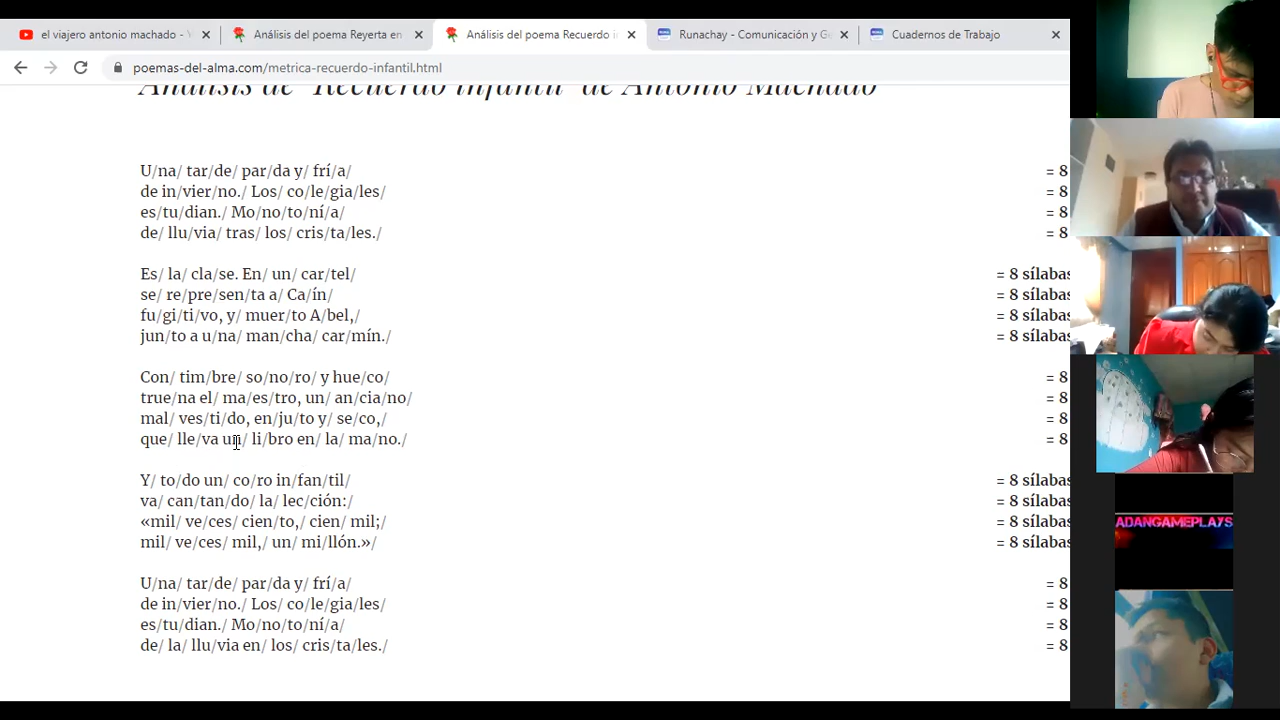 el viajero antonio machado - Y
Análisis del poema Reyerta en
Análisis del poema Recuerdo i
Runachay - Comunicación y Ge
Cuadernos de Trabajo
poemas-del-alma.com/metrica-recuerdo-infantil.html
Análisis de "Recuerdo infantil" de Antonio Machado
U/na/ tar/de/ par/da y/ frí/a/ = 8
de in/vier/no./ Los/ co/le/gia/les/ = 8
es/tu/dian./ Mo/no/to/ní/a/ = 8
de/ llu/via/ tras/ los/ cris/ta/les./ = 8
Es/ la/ cla/se. En/ un/ car/tel/ = 8 sílabas
se/ re/pre/sen/ta a/ Ca/ín/ = 8 sílabas
fu/gi/ti/vo, y/ muer/to A/bel,/ = 8 sílabas
jun/to a u/na/ man/cha/ car/mín./ = 8 sílabas
Con/ tim/bre/ so/no/ro/ y hue/co/ = 8
true/na el/ ma/es/tro, un/ an/cia/no/ = 8
mal/ ves/ti/do, en/ju/to y/ se/co,/ = 8
que/ lle/va un/ li/bro en/ la/ ma/no./ = 8
Y/ to/do un/ co/ro in/fan/til/ = 8 sílabas
va/ can/tan/do/ la/ lec/ción:/ = 8 sílabas
«mil/ ve/ces/ cien/to,/ cien/ mil;/ = 8 sílabas
mil/ ve/ces/ mil,/ un/ mi/llón.»/ = 8 sílabas
U/na/ tar/de/ par/da y/ frí/a/ = 8
de in/vier/no./ Los/ co/le/gia/les/ = 8
es/tu/dian./ Mo/no/to/ní/a/ = 8
de/ la/ llu/via en/ los/ cris/ta/les./ = 8
ADANGAMEPLAYS